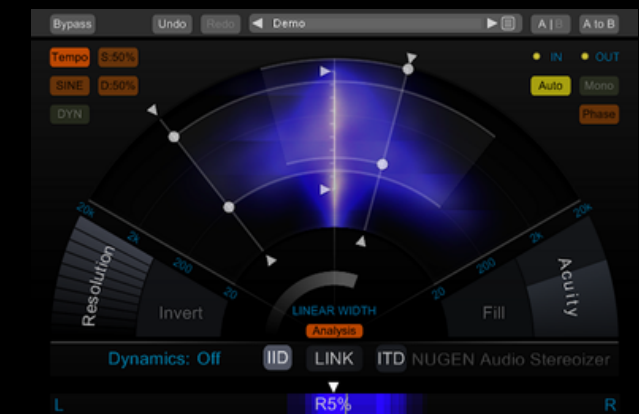 Bypass Undo Redo Demo A|B A to B
Tempo S:50% IN OUT
SINE D:50% Auto Mono
DYN Phase
20k 20k
2k 2k
200 200
20 20
Resolution Invert LINEAR WIDTH Fill Acuity
Analysis
Dynamics: Off IID LINK ITD NUGEN Audio Stereoizer
L R5% R